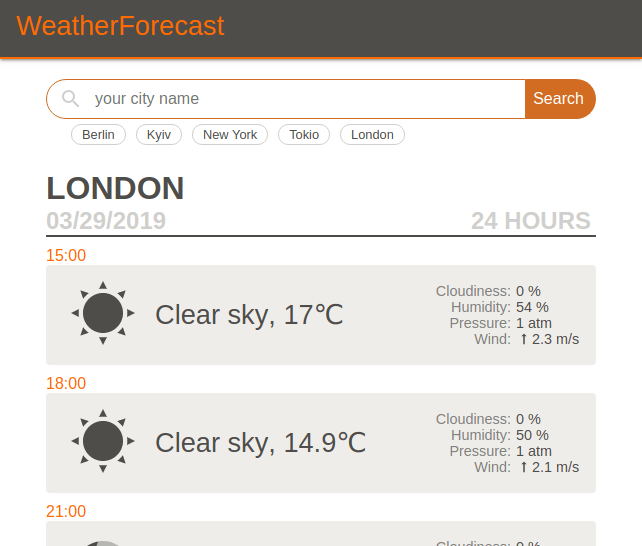 WeatherForecast
your city name
Search
Berlin Kyiv New York Tokio London
LONDON
03/29/2019 24 HOURS
15:00
Clear sky, 17℃
Cloudiness: 0 %
Humidity: 54 %
Pressure: 1 atm
Wind: ↑ 2.3 m/s
18:00
Clear sky, 14.9℃
Cloudiness: 0 %
Humidity: 50 %
Pressure: 1 atm
Wind: ↑ 2.1 m/s
21:00
Cloudiness: 0 %